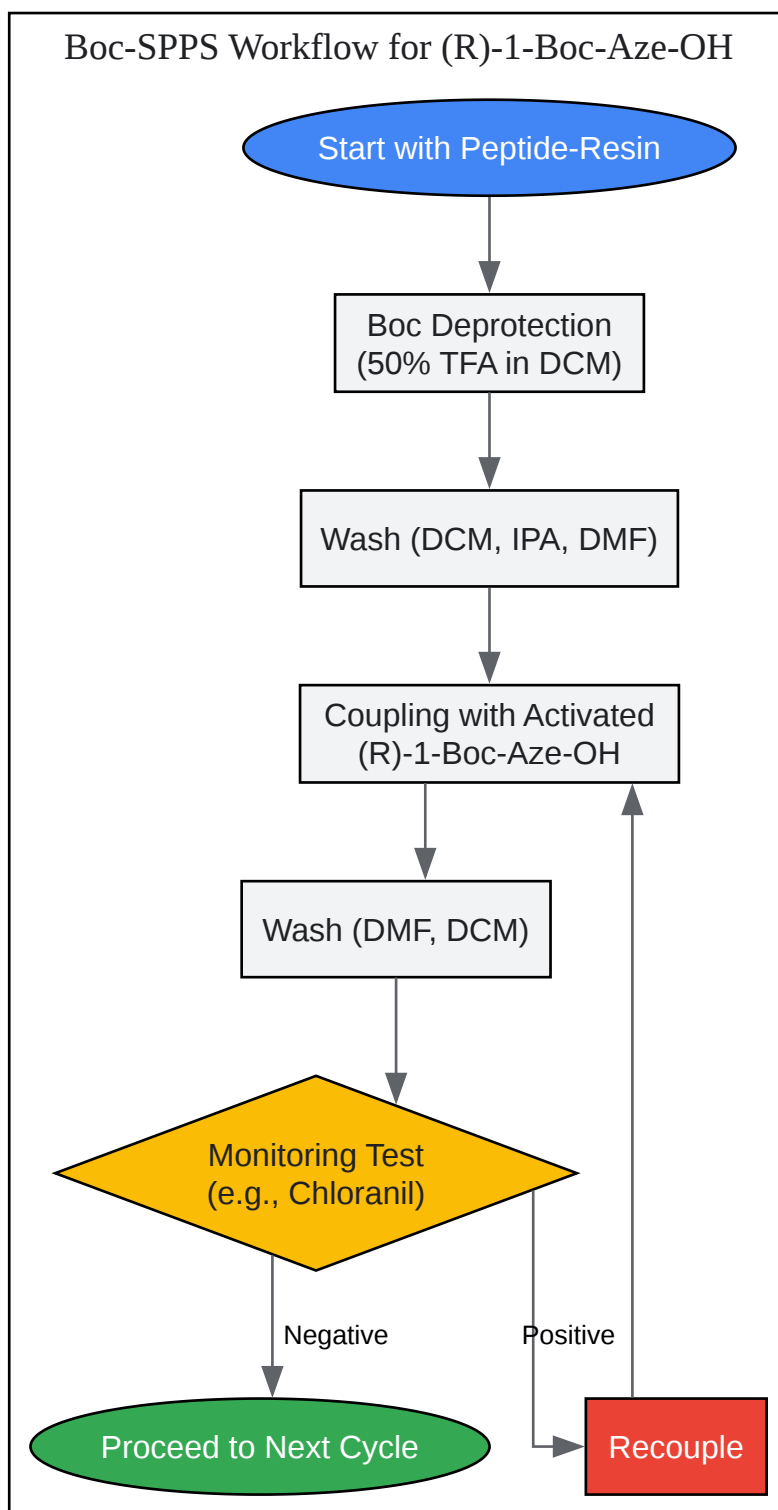 Boc-SPPS Workflow for (R)-1-Boc-Aze-OH
Start with Peptide-Resin
Boc Deprotection
(50% TFA in DCM)
Wash (DCM, IPA, DMF)
Coupling with Activated
(R)-1-Boc-Aze-OH
Wash (DMF, DCM)
Monitoring Test
(e.g., Chloranil)
Negative
Positive
Proceed to Next Cycle
Recouple